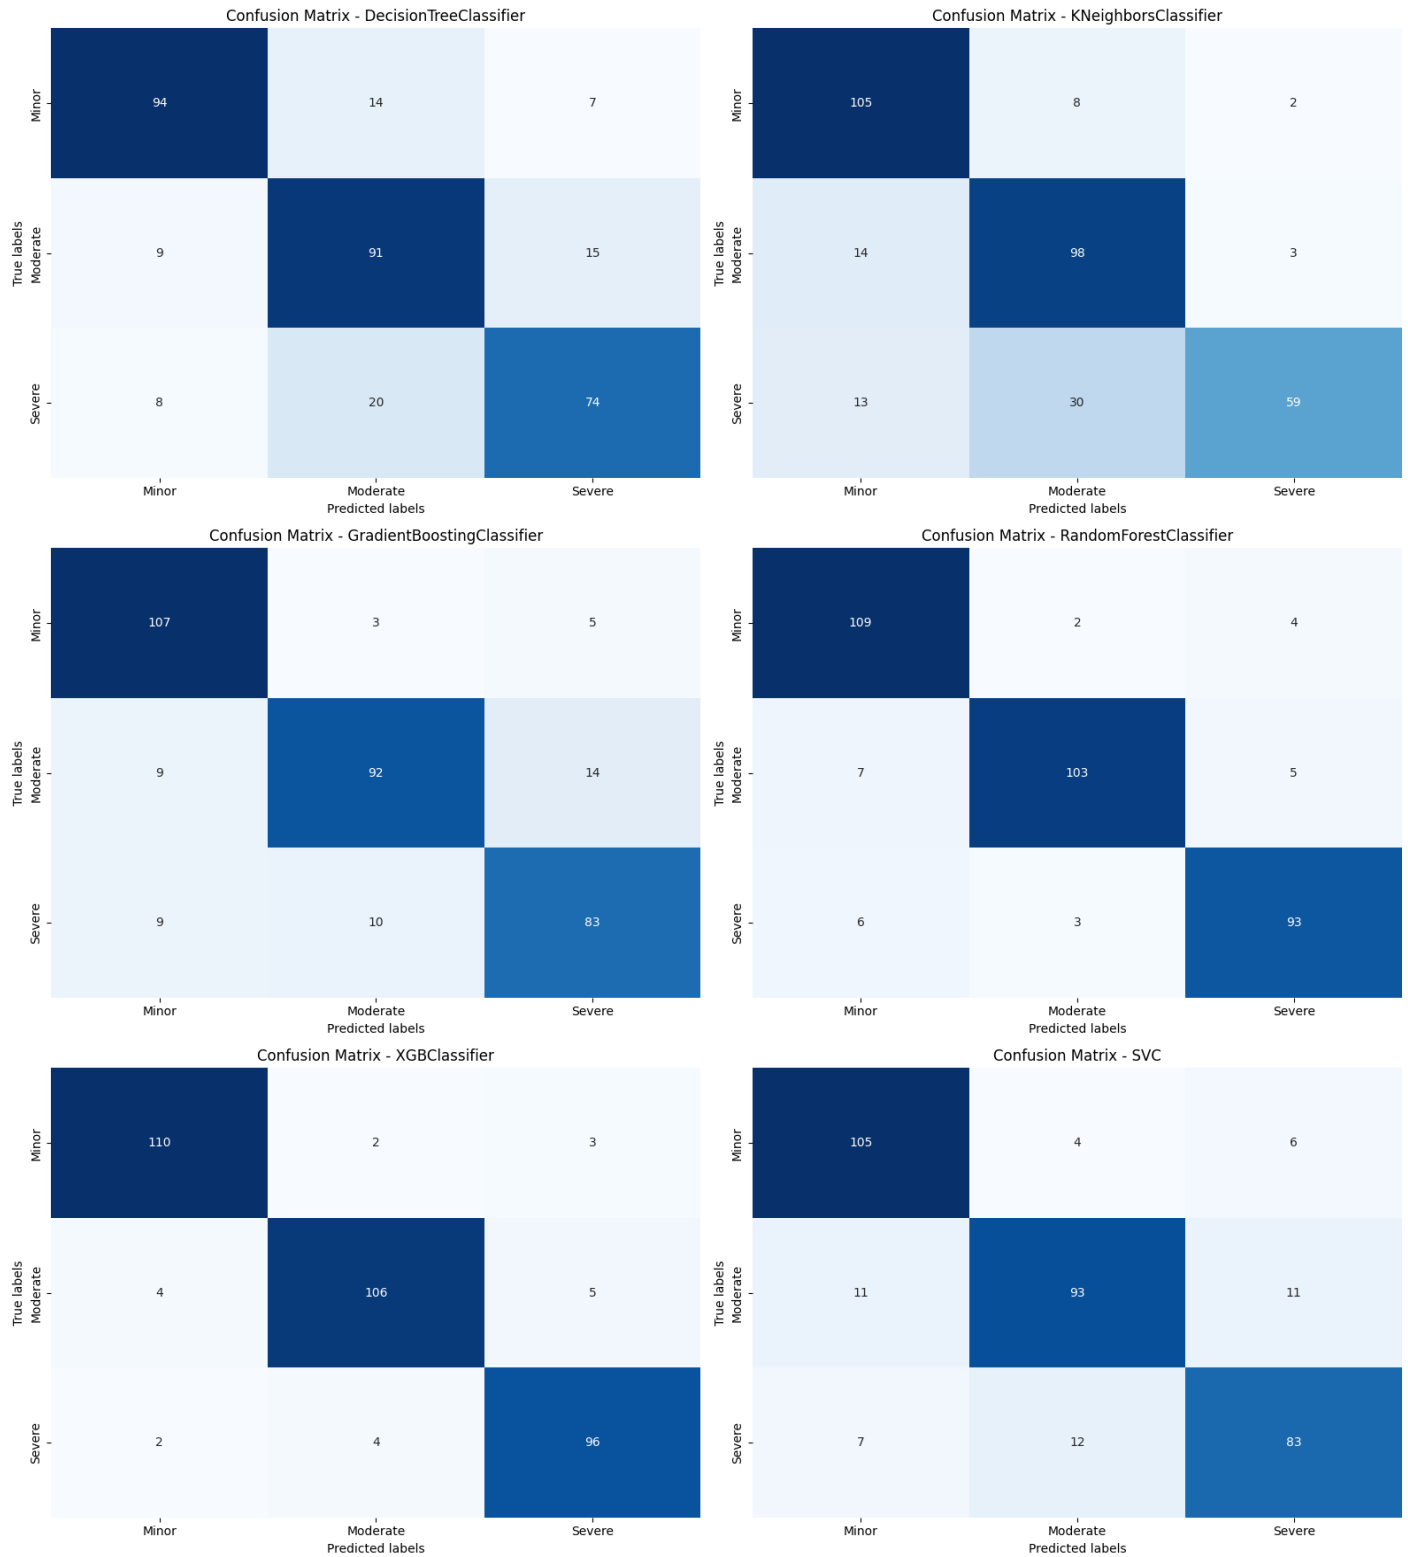 Confusion Matrix - DecisionTreeClassifier
True labels
Minor
Moderate
Severe
94 14 7
9 91 15
8 20 74
Minor Moderate Severe
Predicted labels
Confusion Matrix - KNeighborsClassifier
True labels
Minor
Moderate
Severe
105 8 2
14 98 3
13 30 59
Minor Moderate Severe
Predicted labels
Confusion Matrix - GradientBoostingClassifier
True labels
Minor
Moderate
Severe
107 3 5
9 92 14
9 10 83
Minor Moderate Severe
Predicted labels
Confusion Matrix - RandomForestClassifier
True labels
Minor
Moderate
Severe
109 2 4
7 103 5
6 3 93
Minor Moderate Severe
Predicted labels
Confusion Matrix - XGBClassifier
True labels
Minor
Moderate
Severe
110 2 3
4 106 5
2 4 96
Minor Moderate Severe
Predicted labels
Confusion Matrix - SVC
True labels
Minor
Moderate
Severe
105 4 6
11 93 11
7 12 83
Minor Moderate Severe
Predicted labels